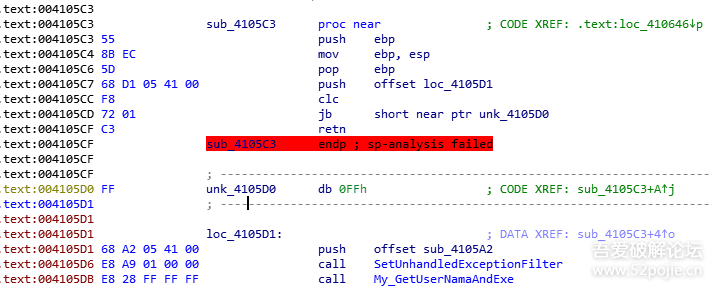 .text:004105C3
.text:004105C3 sub_4105C3 proc near ; CODE XREF: .text:loc_410646↓p
.text:004105C3 55 push ebp
.text:004105C4 8B EC mov ebp, esp
.text:004105C6 5D pop ebp
.text:004105C7 68 D1 05 41 00 push offset loc_4105D1
.text:004105CC F8 clc
.text:004105CD 72 01 jb short near ptr unk_4105D0
.text:004105CF C3 retn
.text:004105CF sub_4105C3 endp ; sp-analysis failed
.text:004105CF
.text:004105CF ; ---------------------------------------------------------------------------
.text:004105D0 FF unk_4105D0 db 0FFh ; CODE XREF: sub_4105C3+A↑j
.text:004105D1 ; ---------------------------------------------------------------------------
.text:004105D1
.text:004105D1 loc_4105D1: ; DATA XREF: sub_4105C3+4↑o
.text:004105D1 68 A2 05 41 00 push offset sub_4105A2
.text:004105D6 E8 A9 01 00 00 call SetUnhandledExceptionFilter
.text:004105DB E8 28 FF FF FF call My_GetUserNamaAndExe
吾爱破解论坛
www.52pojie.cn